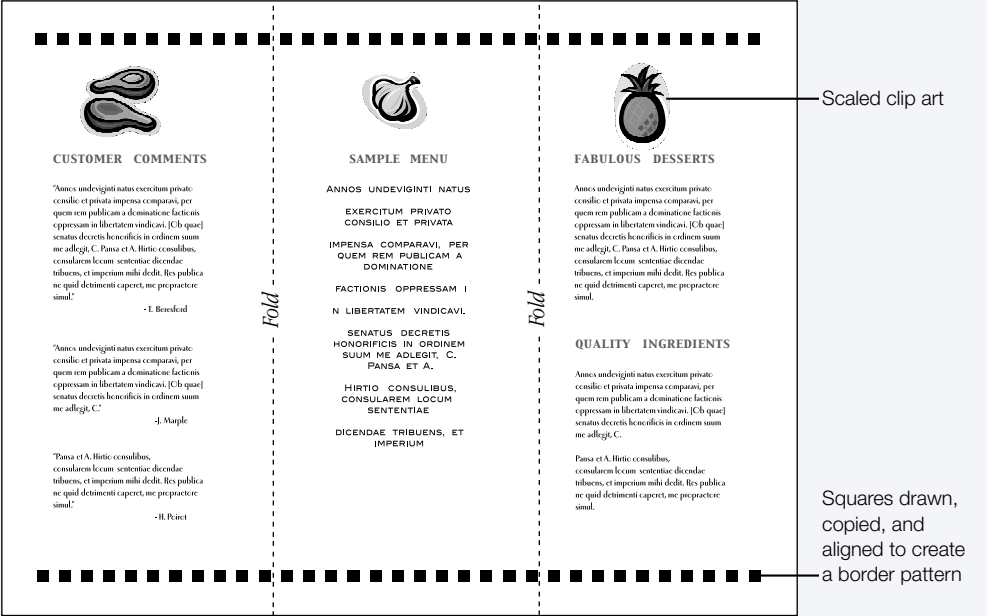 CUSTOMER COMMENTS
"Annos undeviginti natus exercitum privato
consilio et privata impensa comparavi, per
quem rem publicam a dominatione factionis
oppressam in libertatem vindicavi. [Ob quae]
senatus decretis honorificis in ordinem suum
me adlegit, C. Pansa et A. Hirtio consulibus,
consularem locum sententiae dicendae
tribuens, et imperium mihi dedit. Res publica
ne quid detrimenti caperet, me propraetore
simul."
- T. Beresford
"Annos undeviginti natus exercitum privato
consilio et privata impensa comparavi, per
quem rem publicam a dominatione factionis
oppressam in libertatem vindicavi. [Ob quae]
senatus decretis honorificis in ordinem suum
me adlegit, C."
-J. Marple
"Pansa et A. Hirtio consulibus,
consularem locum sententiae dicendae
tribuens, et imperium mihi dedit. Res publica
ne quid detrimenti caperet, me propraetore
simul."
- H. Poirot
Fold
SAMPLE MENU
ANNOS UNDEVIGINTI NATUS
EXERCITUM PRIVATO
CONSILIO ET PRIVATA
IMPENSA COMPARAVI, PER
QUEM REM PUBLICAM A
DOMINATIONE
FACTIONIS OPPRESSAM I
N LIBERTATEM VINDICAVI.
SENATUS DECRETIS
HONORIFICIS IN ORDINEM
SUUM ME ADLEGIT, C.
PANSA ET A.
HIRTIO CONSULIBUS,
CONSULAREM LOCUM
SENTENTIAE
DICENDAE TRIBUENS, ET
IMPERIUM
Fold
FABULOUS DESSERTS
Annos undeviginti natus exercitum privato
consilio et privata impensa comparavi, per
quem rem publicam a dominatione factionis
oppressam in libertatem vindicavi. [Ob quae]
senatus decretis honorificis in ordinem suum
me adlegit, C. Pansa et A. Hirtio consulibus,
consularem locum sententiae dicendae
tribuens, et imperium mihi dedit. Res publica
ne quid detrimenti caperet, me propraetore
simul.
QUALITY INGREDIENTS
Annos undeviginti natus exercitum privato
consilio et privata impensa comparavi, per
quem rem publicam a dominatione factionis
oppressam in libertatem vindicavi. [Ob quae]
senatus decretis honorificis in ordinem suum
me adlegit, C.
Pansa et A. Hirtio consulibus,
consularem locum sententiae dicendae
tribuens, et imperium mihi dedit. Res publica
ne quid detrimenti caperet, me propraetore
simul.
Scaled clip art
Squares drawn,
copied, and
aligned to create
a border pattern